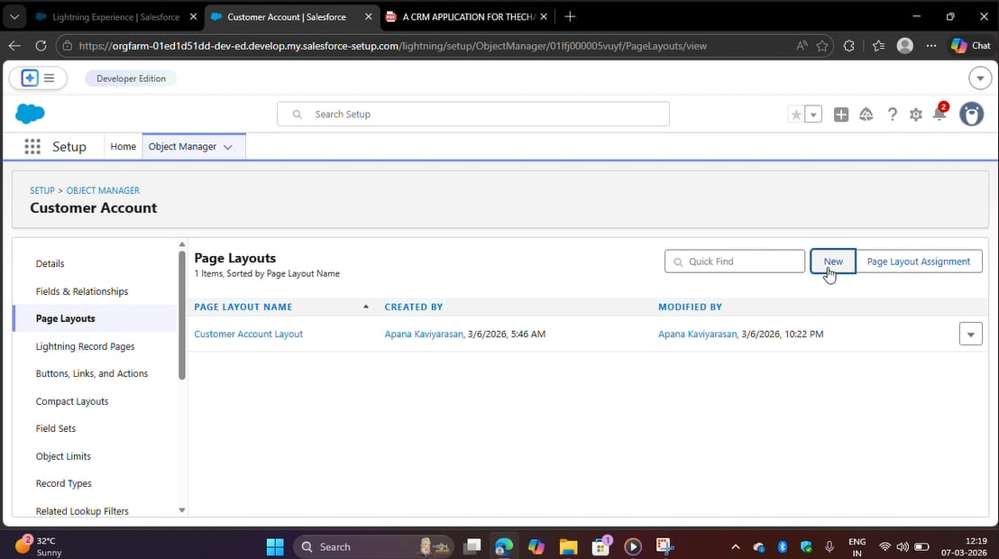 Lightning Experience | Salesforce
Customer Account | Salesforce
A CRM APPLICATION FOR THECHA
https://orgfarm-01ed1d51dd-dev-ed.develop.my.salesforce-setup.com/lightning/setup/ObjectManager/01Ifj000005vuyf/PageLayouts/view
Chat
Developer Edition
Search Setup
2
Setup
Home
Object Manager
SETUP > OBJECT MANAGER
Customer Account
Details
Fields & Relationships
Page Layouts
Lightning Record Pages
Buttons, Links, and Actions
Compact Layouts
Field Sets
Object Limits
Record Types
Related Lookup Filters
Page Layouts
1 Items, Sorted by Page Layout Name
Quick Find
New
Page Layout Assignment
PAGE LAYOUT NAME CREATED BY MODIFIED BY
Customer Account Layout Apana Kaviyarasan, 3/6/2026, 5:46 AM Apana Kaviyarasan, 3/6/2026, 10:22 PM
2
32°C
Sunny
Search
1
ENG
IN
12:19
07-03-2026